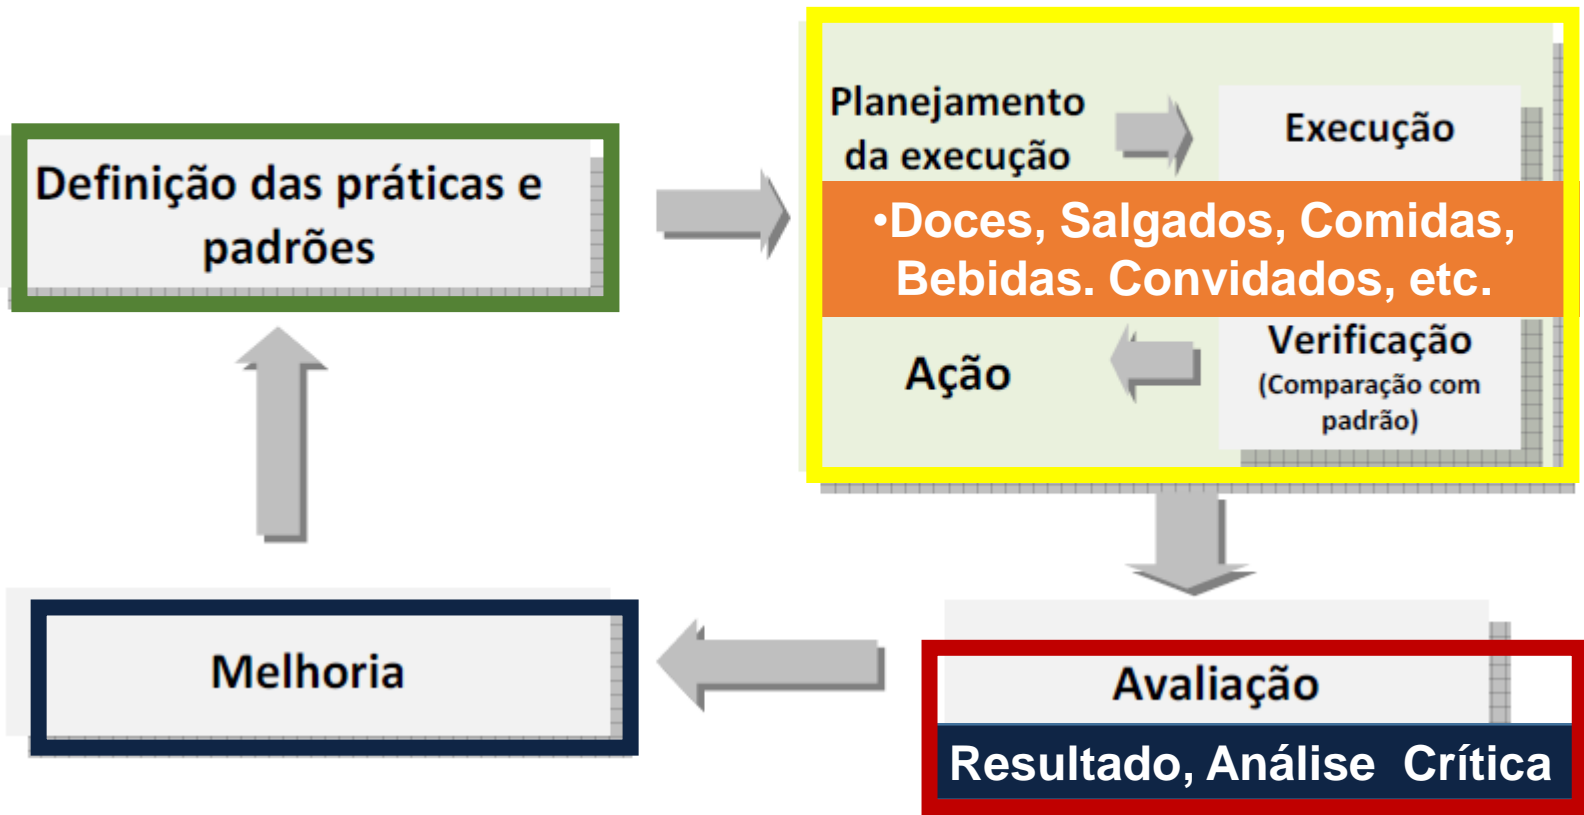 Definição das práticas e
padrões
Planejamento
da execução
Execução
•Doces, Salgados, Comidas,
Bebidas. Convidados, etc.
Ação
Verificação
(Comparação com
padrão)
Melhoria
Avaliação
Resultado, Análise  Crítica